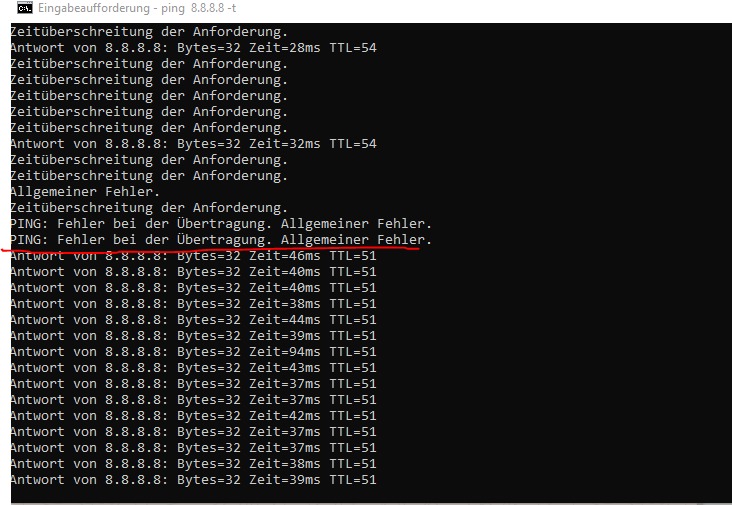 Eingabeaufforderung - ping 8.8.8.8 -t
Zeitüberschreitung der Anforderung.
Antwort von 8.8.8.8: Bytes=32 Zeit=28ms TTL=54
Zeitüberschreitung der Anforderung.
Zeitüberschreitung der Anforderung.
Zeitüberschreitung der Anforderung.
Zeitüberschreitung der Anforderung.
Zeitüberschreitung der Anforderung.
Antwort von 8.8.8.8: Bytes=32 Zeit=32ms TTL=54
Zeitüberschreitung der Anforderung.
Zeitüberschreitung der Anforderung.
Allgemeiner Fehler.
Zeitüberschreitung der Anforderung.
PING: Fehler bei der Übertragung. Allgemeiner Fehler.
PING: Fehler bei der Übertragung. Allgemeiner Fehler.
Antwort von 8.8.8.8: Bytes=32 Zeit=46ms TTL=51
Antwort von 8.8.8.8: Bytes=32 Zeit=40ms TTL=51
Antwort von 8.8.8.8: Bytes=32 Zeit=40ms TTL=51
Antwort von 8.8.8.8: Bytes=32 Zeit=38ms TTL=51
Antwort von 8.8.8.8: Bytes=32 Zeit=44ms TTL=51
Antwort von 8.8.8.8: Bytes=32 Zeit=39ms TTL=51
Antwort von 8.8.8.8: Bytes=32 Zeit=94ms TTL=51
Antwort von 8.8.8.8: Bytes=32 Zeit=43ms TTL=51
Antwort von 8.8.8.8: Bytes=32 Zeit=37ms TTL=51
Antwort von 8.8.8.8: Bytes=32 Zeit=37ms TTL=51
Antwort von 8.8.8.8: Bytes=32 Zeit=42ms TTL=51
Antwort von 8.8.8.8: Bytes=32 Zeit=37ms TTL=51
Antwort von 8.8.8.8: Bytes=32 Zeit=37ms TTL=51
Antwort von 8.8.8.8: Bytes=32 Zeit=38ms TTL=51
Antwort von 8.8.8.8: Bytes=32 Zeit=39ms TTL=51